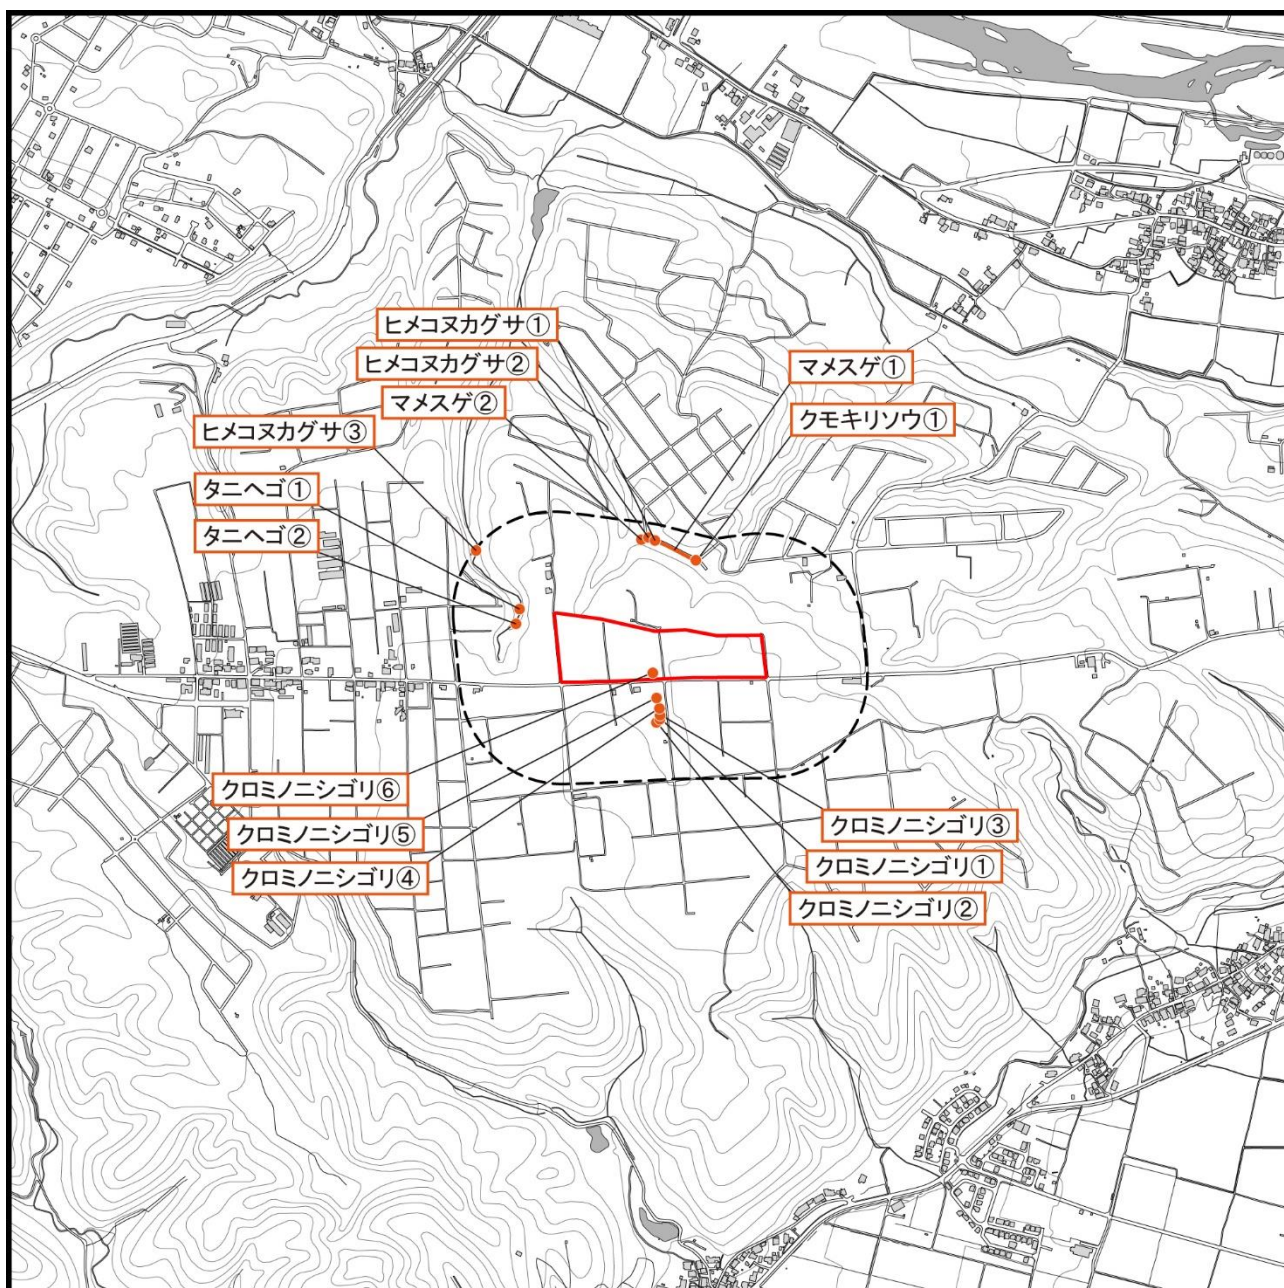 ヒメコヌカグサ①
ヒメコヌカグサ②
マメスゲ②
ヒメコヌカグサ③
タニヘゴ①
タニヘゴ②
マメスゲ①
クモキリソウ①
クロミノニシゴリ⑥
クロミノニシゴリ⑤
クロミノニシゴリ④
クロミノニシゴリ③
クロミノニシゴリ①
クロミノニシゴリ②